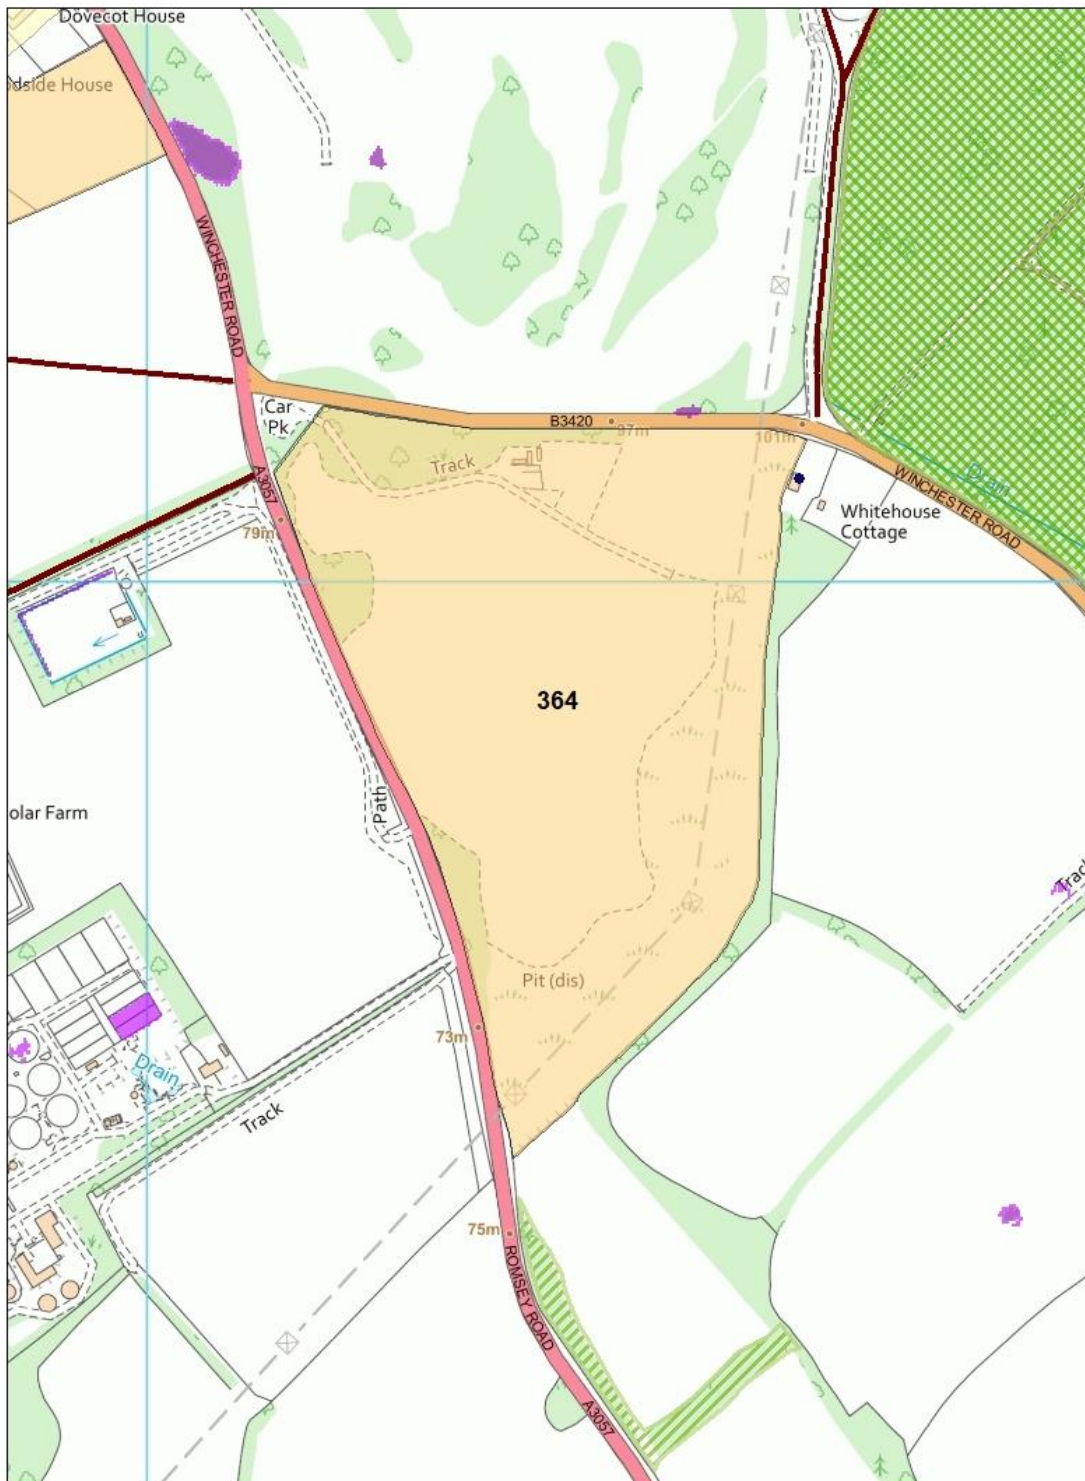 Dovecot House
dside House
WINCHESTER ROAD
Car
Pk
B3420
97m
101m
Track
A3057
79m
Drain
WINCHESTER ROAD
Whitehouse
Cottage
364
Path
olar Farm
Track
Pit (dis)
73m
Drain
Track
75m
ROMSEY ROAD
A3057